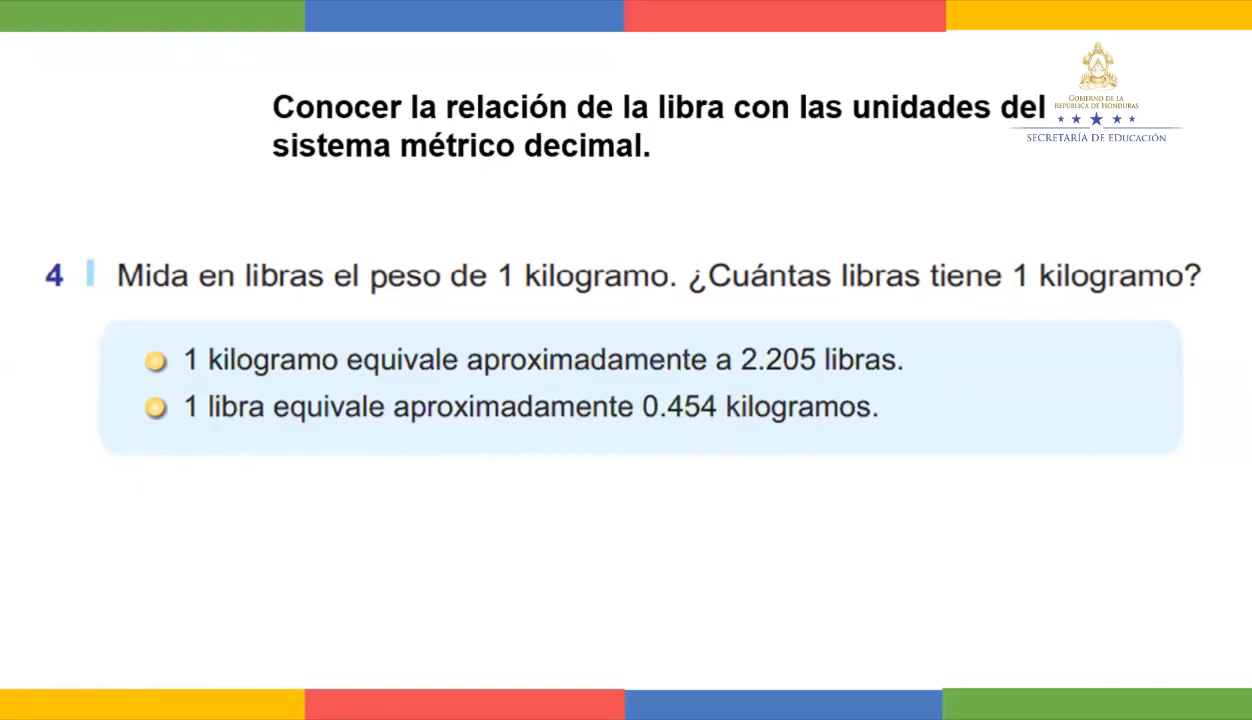 GOBIERNO DE LA
REPÚBLICA DE HONDURAS
SECRETARÍA DE EDUCACIÓN
Conocer la relación de la libra con las unidades del
sistema métrico decimal.
4 Mida en libras el peso de 1 kilogramo. ¿Cuántas libras tiene 1 kilogramo?
1 kilogramo equivale aproximadamente a 2.205 libras.
1 libra equivale aproximadamente 0.454 kilogramos.